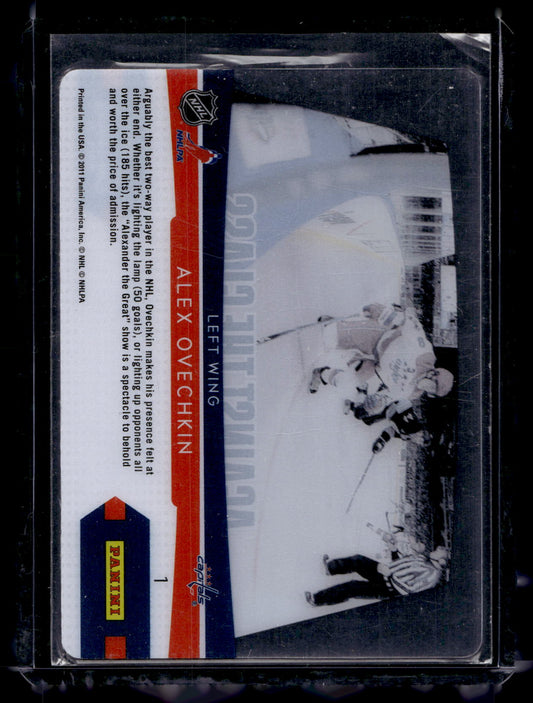 AGAINST THE GLASS
LEFT WING
ALEX OVECHKIN
NHL
NHLPA
capitals
Arguably the best two-way player in the NHL, Ovechkin makes his presence felt at
either end. Whether it's lighting the lamp (50 goals), or lighting up opponents all
over the ice (185 hits), the "Alexander the Great" show is a spectacle to behold
and worth the price of admission.
1
PANINI
Printed in the USA. © 2011 Panini America, Inc. © NHL © NHLPA